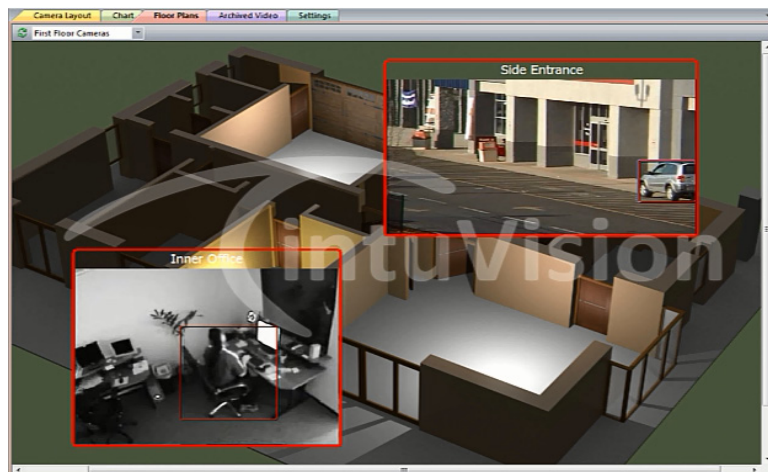 Camera Layout
Chart
Floor Plans
Archived Video
Settings
First Floor Cameras
Side Entrance
intuVision
Inner Office